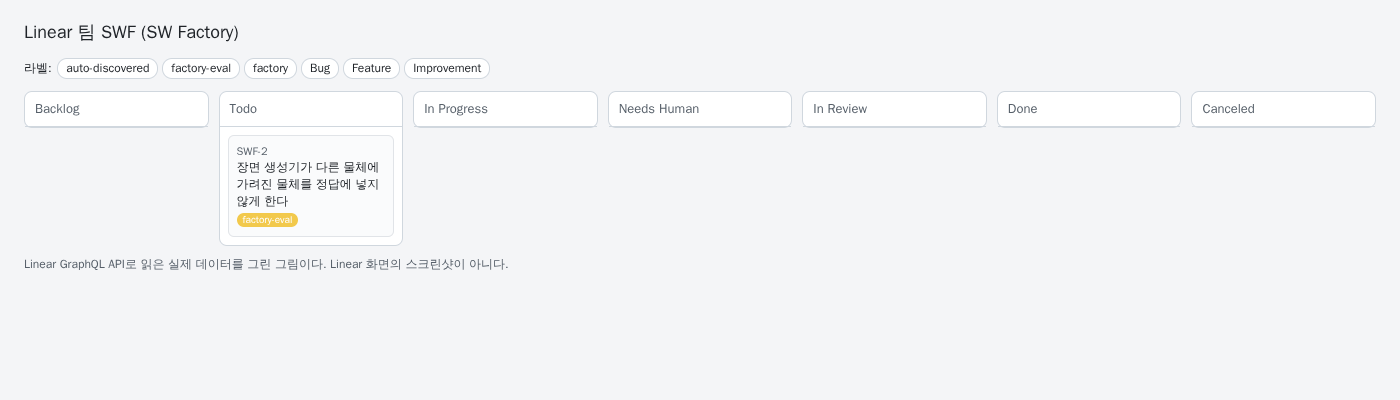 Linear 팀 SWF (SW Factory)
라벨: auto-discovered factory-eval factory Bug Feature Improvement
Backlog Todo In Progress Needs Human In Review Done Canceled
SWF-2
장면 생성기가 다른 물체에
가려진 물체를 정답에 넣지
않게 한다
factory-eval
Linear GraphQL API로 읽은 실제 데이터를 그린 그림이다. Linear 화면의 스크린샷이 아니다.